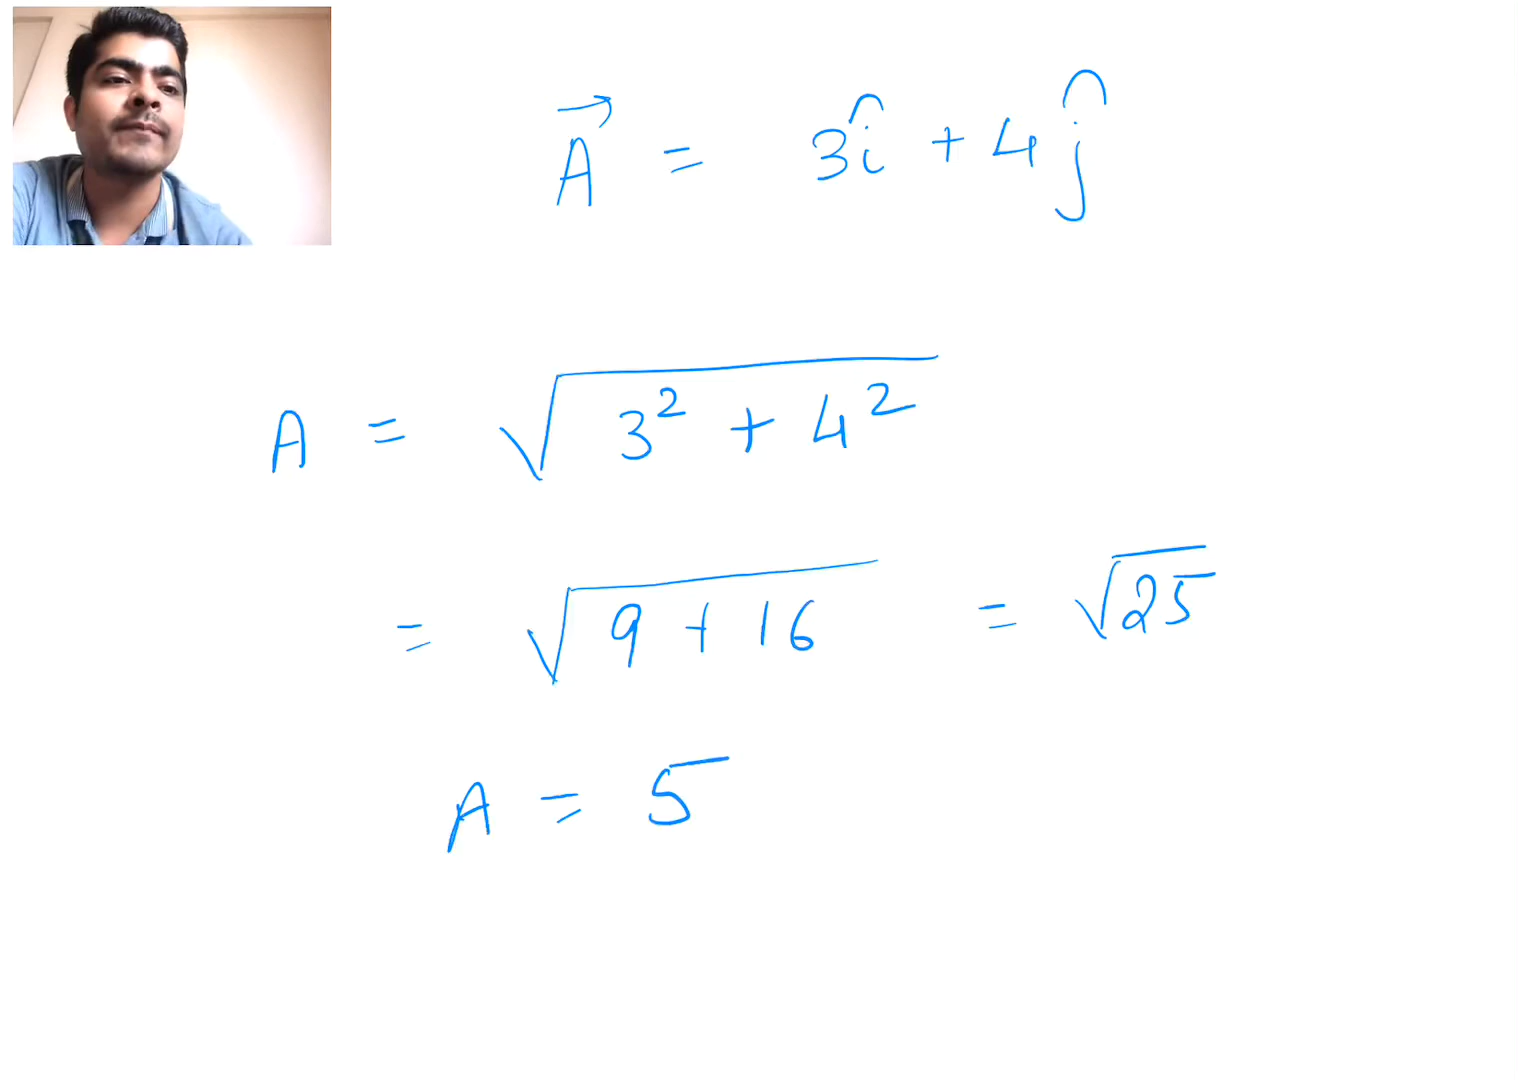 A⃗ = 3î + 4ĵ
A = √(3² + 4²)
= √(9 + 16) = √25
A = 5